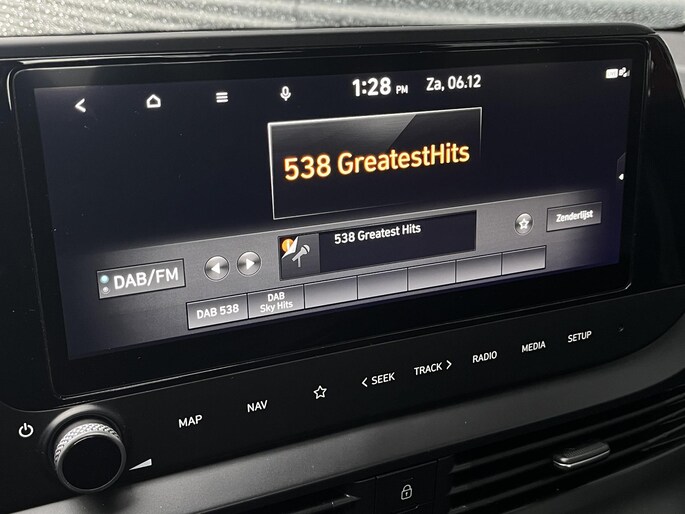 1:28 PM Za, 06.12
538 GreatestHits
538 Greatest Hits
Zenderlijst
DAB/FM
DAB 538
DAB
Sky Hits
MAP
NAV
< SEEK
TRACK >
RADIO
MEDIA
SETUP